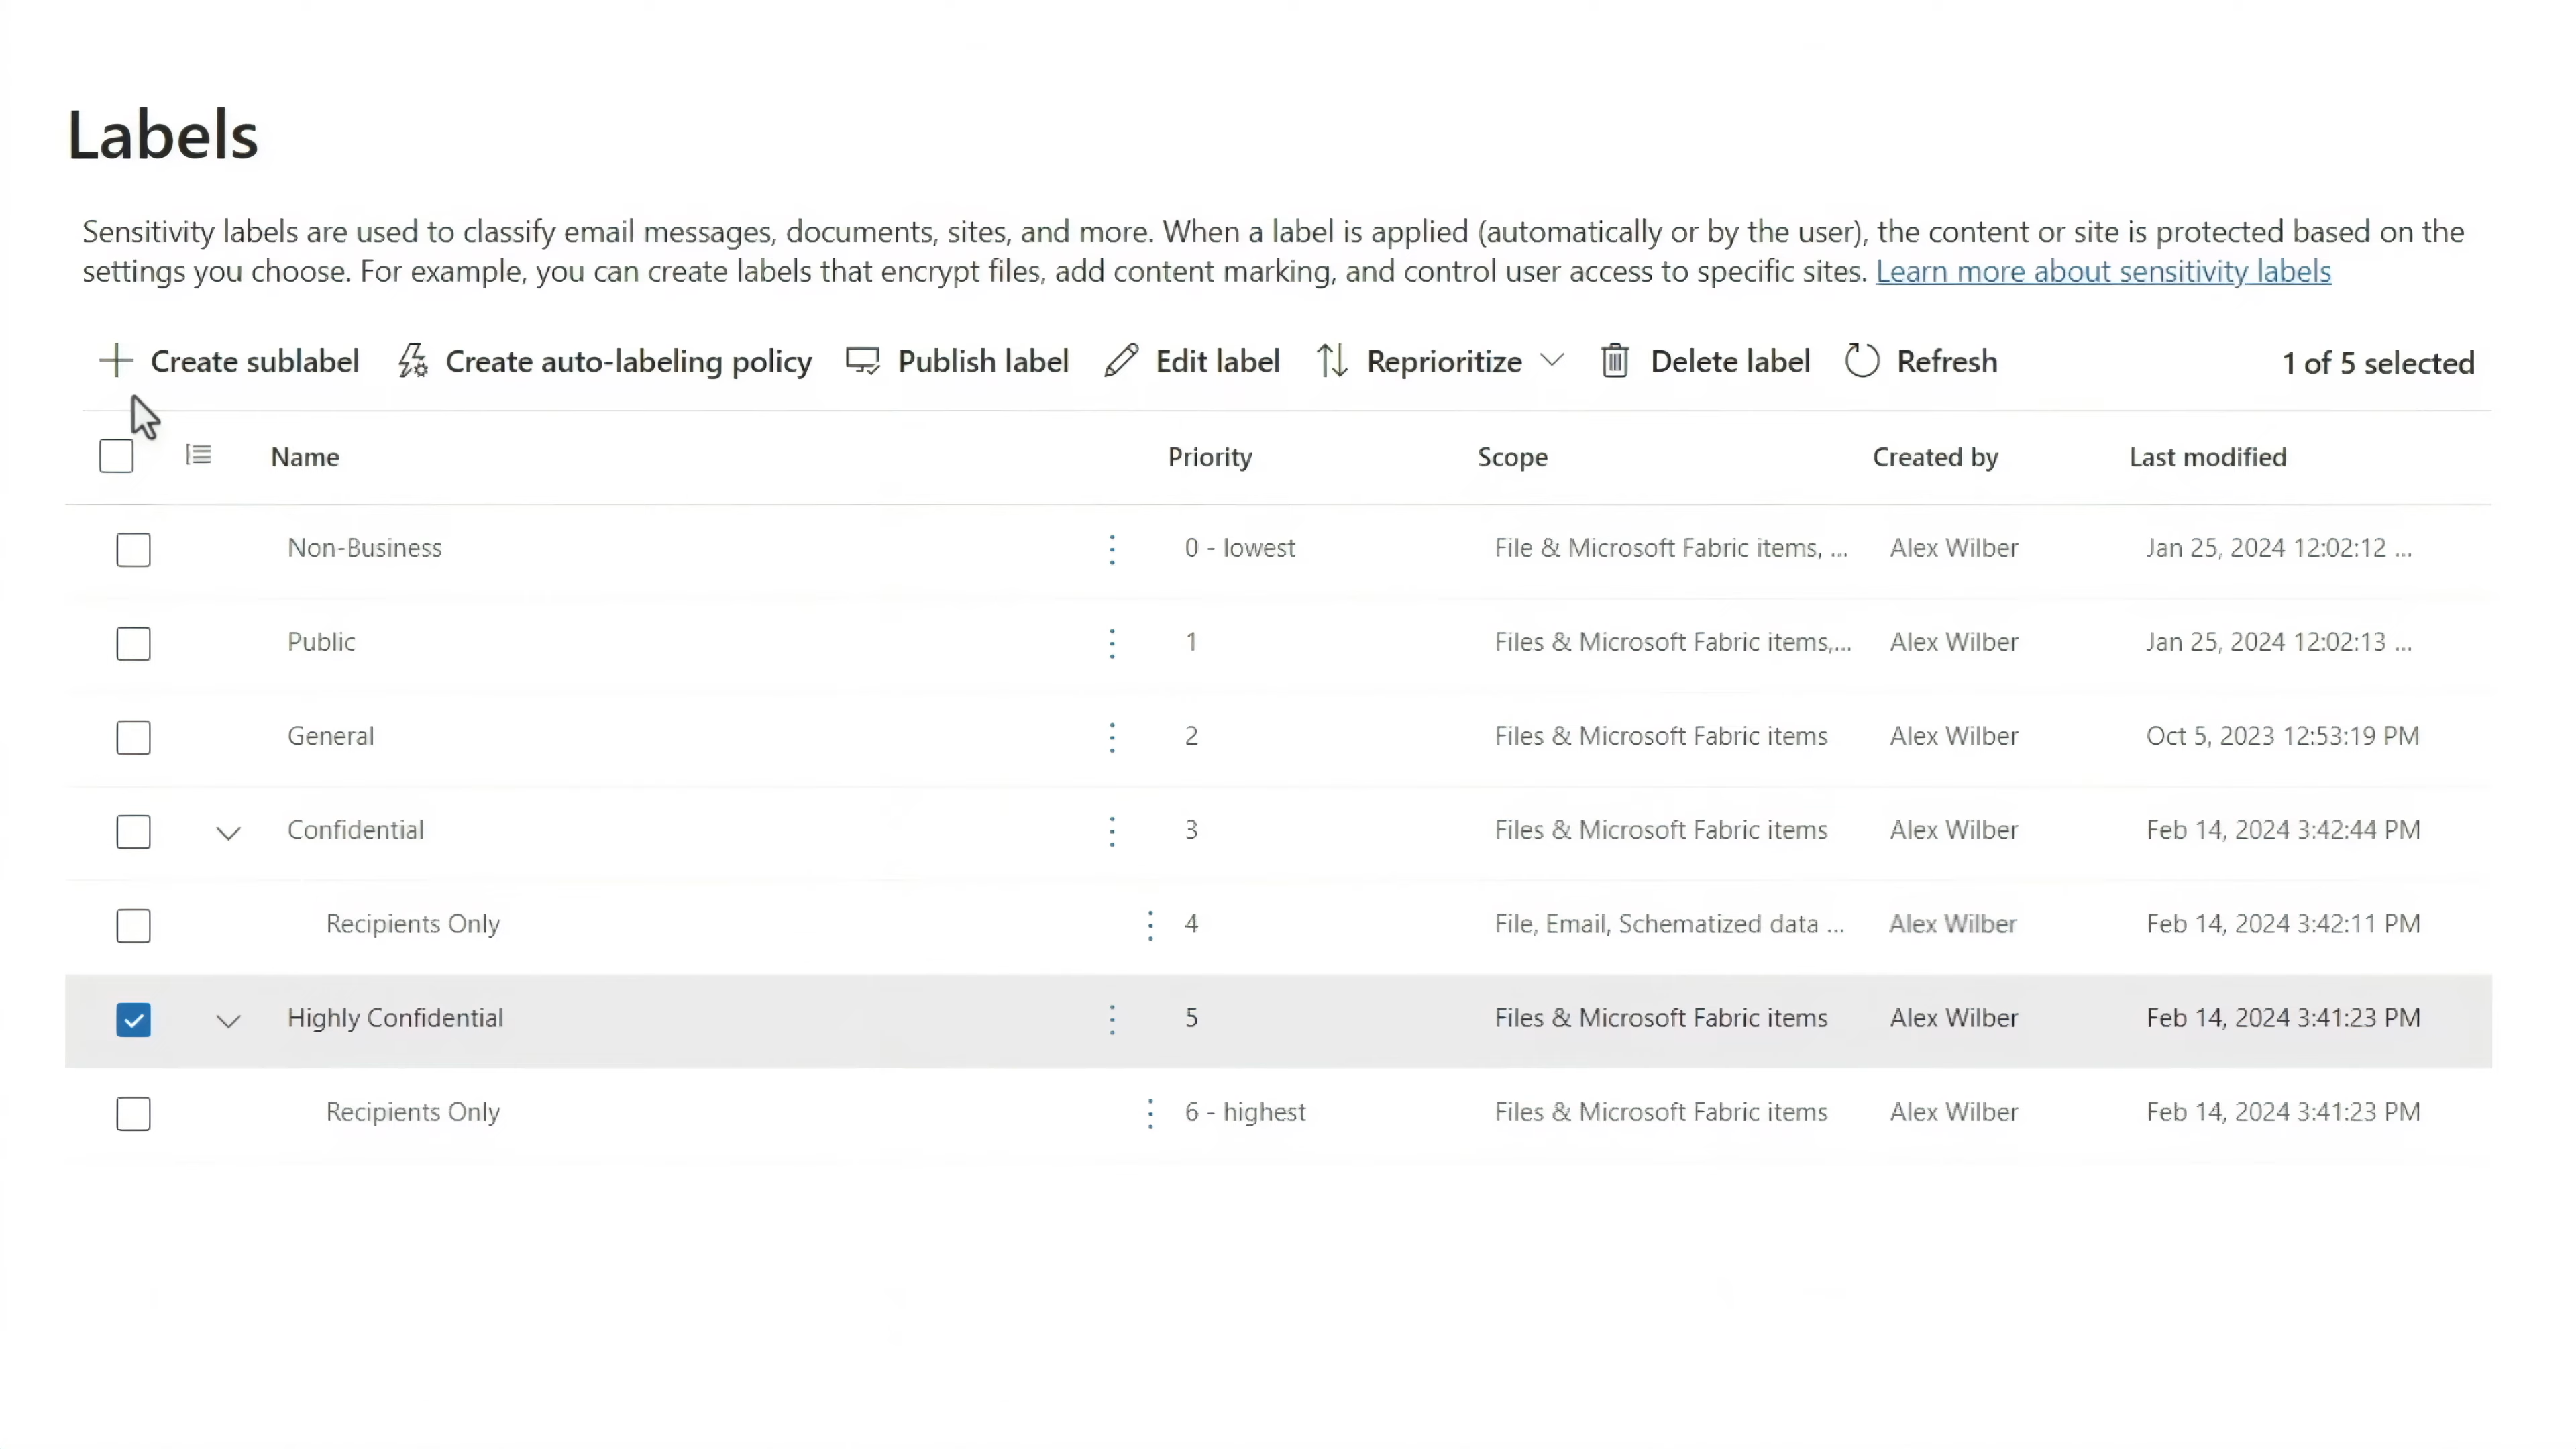 Labels
Sensitivity labels are used to classify email messages, documents, sites, and more. When a label is applied (automatically or by the user), the content or site is protected based on the
settings you choose. For example, you can create labels that encrypt files, add content marking, and control user access to specific sites. Learn more about sensitivity labels
Create sublabel Create auto-labeling policy Publish label Edit label Reprioritize Delete label Refresh 1 of 5 selected
Name Priority Scope Created by Last modified
Non-Business 0 - lowest File & Microsoft Fabric items, ... Alex Wilber Jan 25, 2024 12:02:12 ...
Public 1 Files & Microsoft Fabric items,... Alex Wilber Jan 25, 2024 12:02:13 ...
General 2 Files & Microsoft Fabric items Alex Wilber Oct 5, 2023 12:53:19 PM
Confidential 3 Files & Microsoft Fabric items Alex Wilber Feb 14, 2024 3:42:44 PM
Recipients Only 4 File, Email, Schematized data ... Alex Wilber Feb 14, 2024 3:42:11 PM
Highly Confidential 5 Files & Microsoft Fabric items Alex Wilber Feb 14, 2024 3:41:23 PM
Recipients Only 6 - highest Files & Microsoft Fabric items Alex Wilber Feb 14, 2024 3:41:23 PM